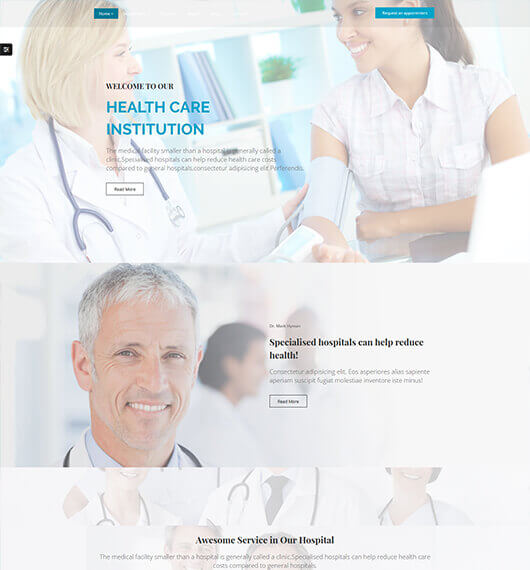 Home
Request an appointment
WELCOME TO OUR
HEALTH CARE
INSTITUTION
The medical facility smaller than a hospital is generally called a
clinic.Specialised hospitals can help reduce health care costs
compared to general hospitals.consectetur adipisicing elit.Perferendis.
Read More
Dr. Mark Hyman
Specialised hospitals can help reduce
health!
Consectetur adipisicing elit. Eos asperiores alias sapiente
aperiam suscipit fugiat molestiae inventore iste minus!
Read More
Awesome Service in Our Hospital
The medical facility smaller than a hospital is generally called a clinic.Specialised hospitals can help reduce health care
costs compared to general hospitals.